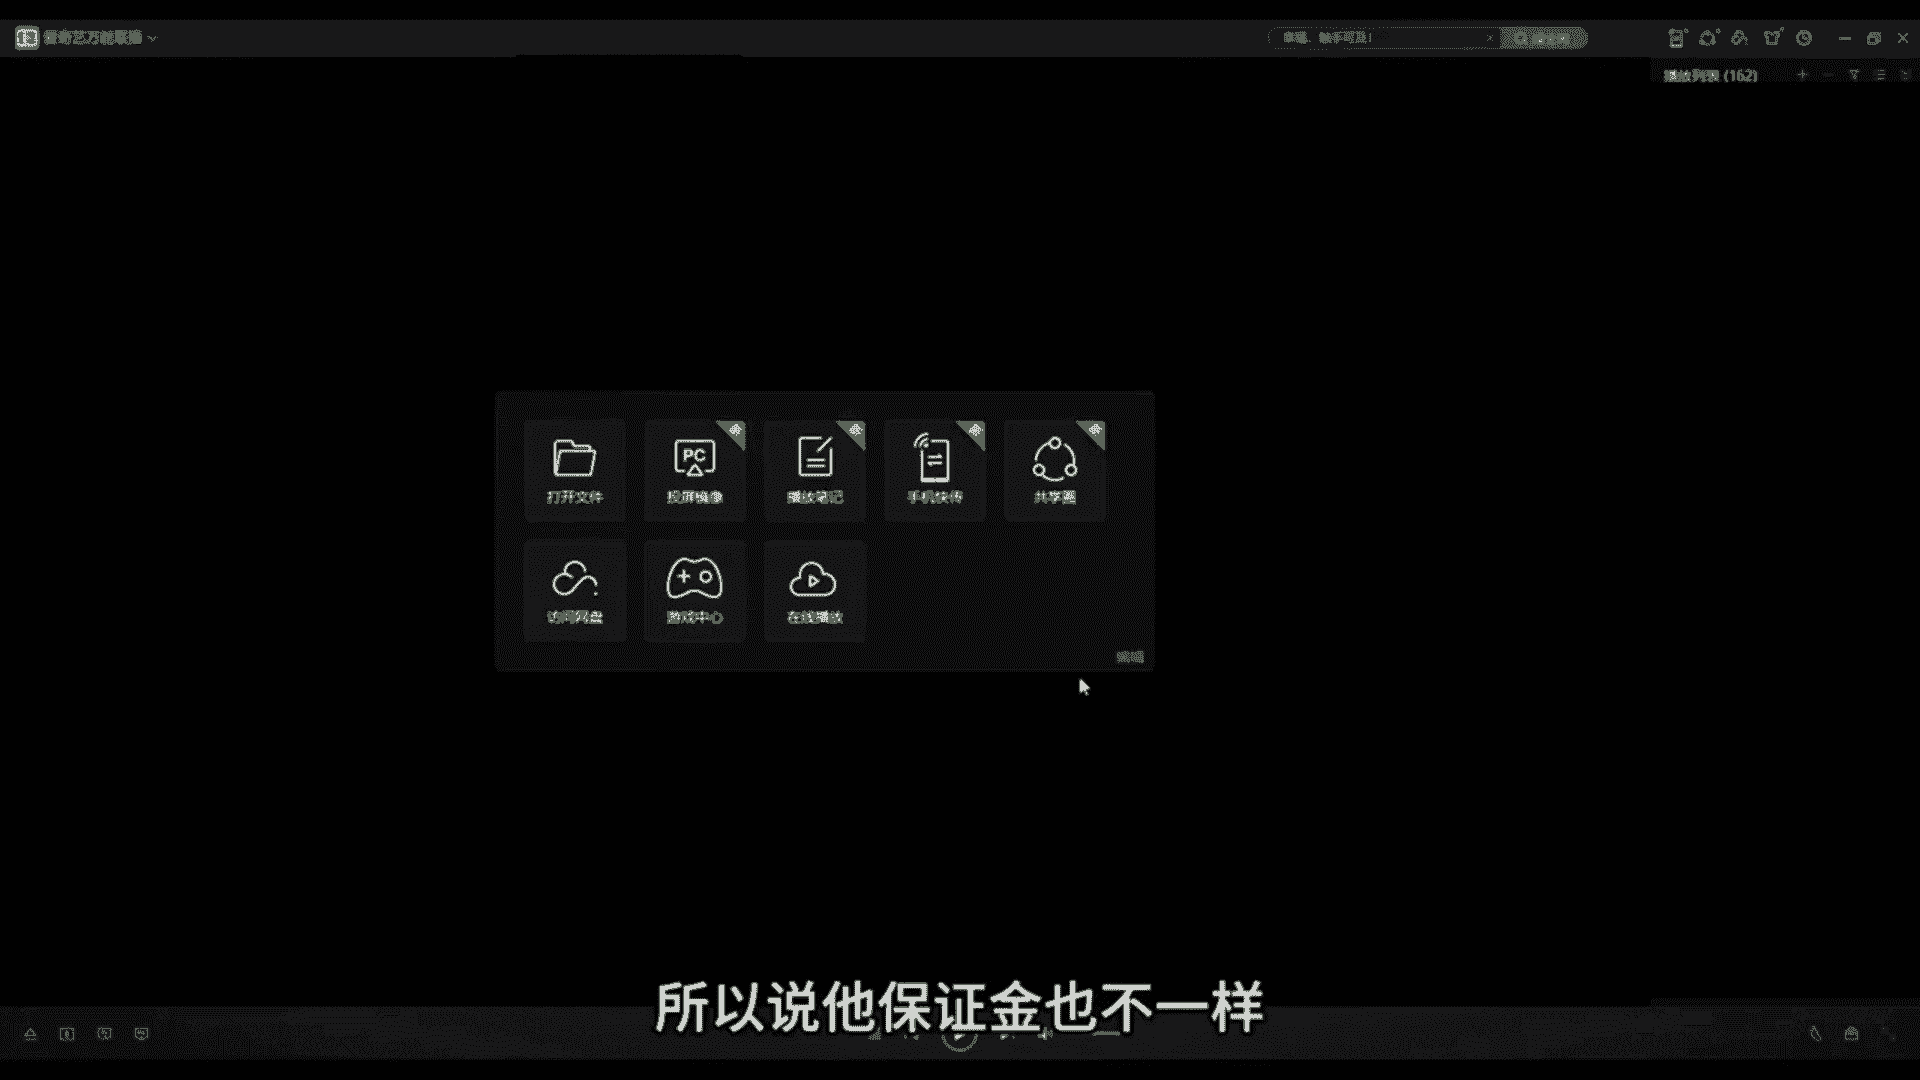 爱奇艺万能联播
幸福，触手可及！
播放列表 (162)
PC
打开文件
投屏镜像
播放笔记
手机快传
共享圈
访问网盘
游戏中心
在线播放
编辑
所以说他保证金也不一样